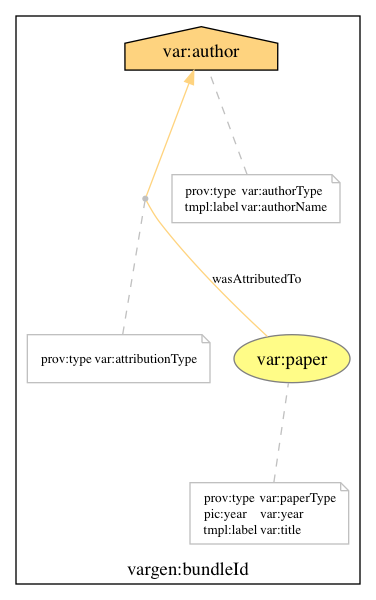 var:author
prov:type var:authorType
tmpl:label var:authorName
wasAttributedTo
prov:type var:attributionType
var:paper
prov:type var:paperType
pic:year var:year
tmpl:label var:title
vargen:bundleId